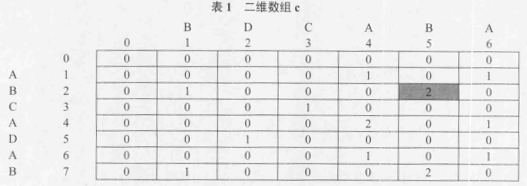 表 1 二维数组 c
B D C A B A
0 1 2 3 4 5 6
0 0 0 0 0 0 0 0
A 1 0 0 0 0 1 0 1
B 2 0 1 0 0 0 2 0
C 3 0 0 0 1 0 0 0
A 4 0 0 0 0 2 0 1
D 5 0 0 1 0 0 0 0
A 6 0 0 0 0 1 0 1
B 7 0 1 0 0 0 2 0